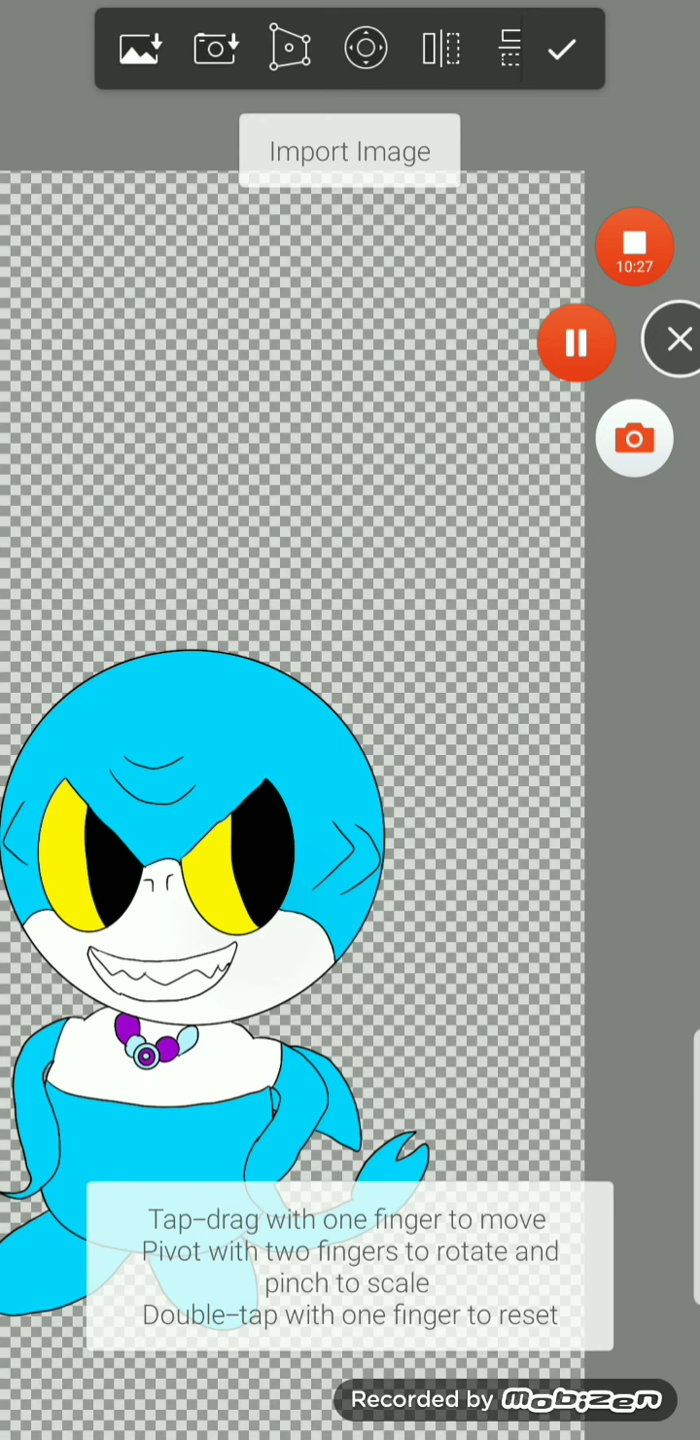 Import Image
10:27
Tap-drag with one finger to move
Pivot with two fingers to rotate and
pinch to scale
Double-tap with one finger to reset
Recorded by mobizen